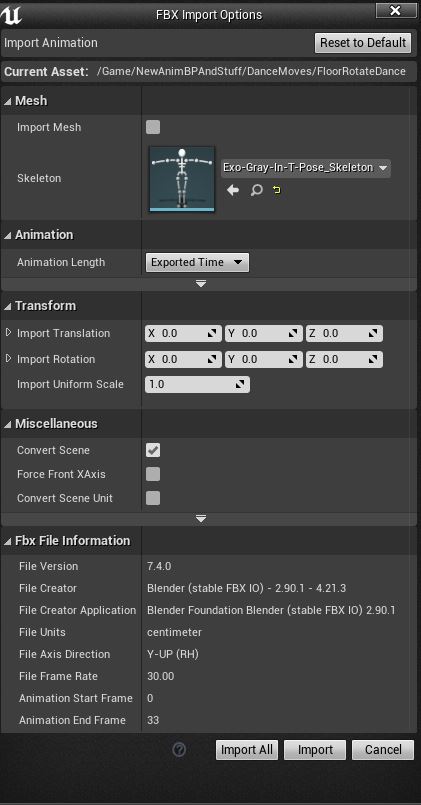 FBX Import Options
Import Animation Reset to Default
Current Asset: /Game/NewAnimBPAndStuff/DanceMoves/FloorRotateDance
Mesh
Import Mesh
Skeleton Exo-Gray-In-T-Pose_Skeleton
Animation
Animation Length Exported Time
Transform
Import Translation X 0.0 Y 0.0 Z 0.0
Import Rotation X 0.0 Y 0.0 Z 0.0
Import Uniform Scale 1.0
Miscellaneous
Convert Scene
Force Front XAxis
Convert Scene Unit
Fbx File Information
File Version 7.4.0
File Creator Blender (stable FBX IO) - 2.90.1 - 4.21.3
File Creator Application Blender Foundation Blender (stable FBX IO) 2.90.1
File Units centimeter
File Axis Direction Y-UP (RH)
File Frame Rate 30.00
Animation Start Frame 0
Animation End Frame 33
Import All Import Cancel